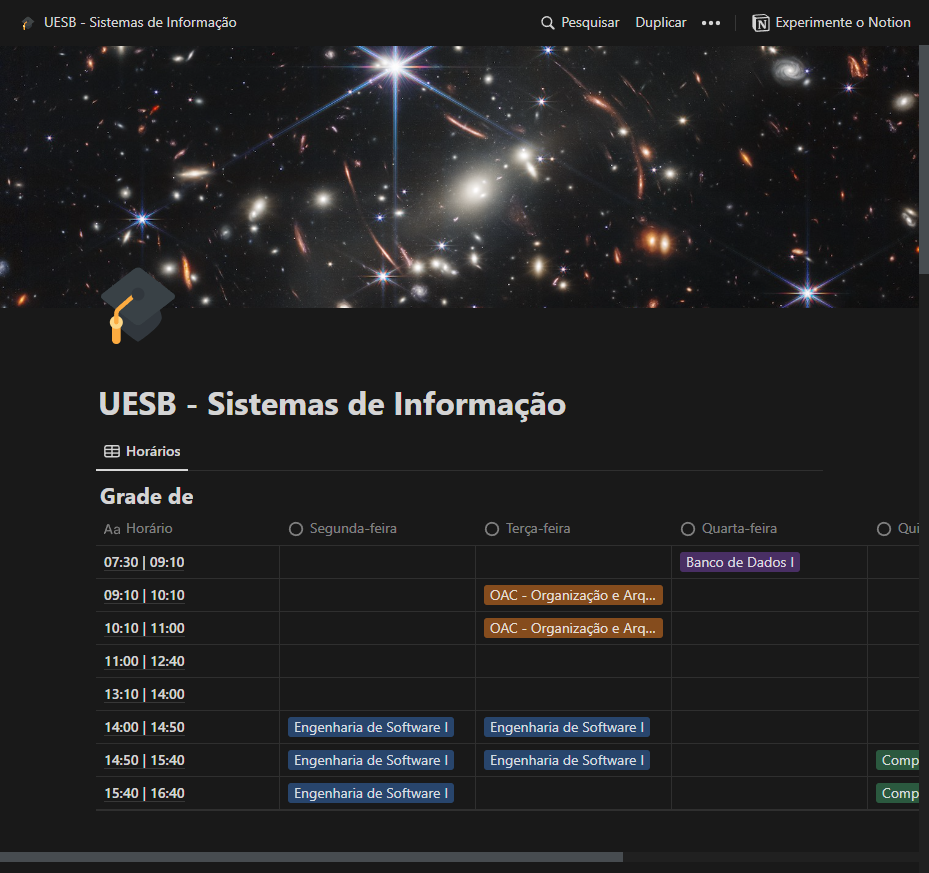 UESB - Sistemas de Informação Pesquisar Duplicar Experimente o Notion
UESB - Sistemas de Informação
Horários
Grade de
Aa Horário Segunda-feira Terça-feira Quarta-feira Qui
07:30 | 09:10 Banco de Dados I
09:10 | 10:10 OAC - Organização e Arq...
10:10 | 11:00 OAC - Organização e Arq...
11:00 | 12:40
13:10 | 14:00
14:00 | 14:50 Engenharia de Software I Engenharia de Software I
14:50 | 15:40 Engenharia de Software I Engenharia de Software I Comp
15:40 | 16:40 Engenharia de Software I Comp